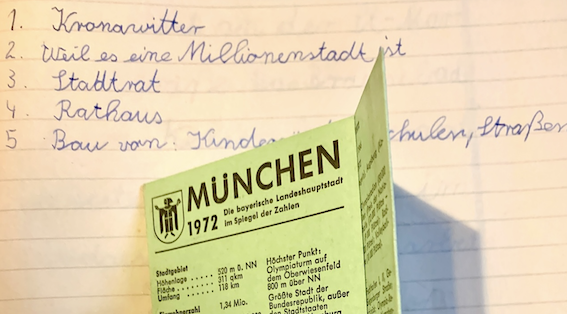 1. Kronawitter
2. Weil es eine Millionenstadt ist
3 Stadtrat
4. Rathaus
5 Bau von: Kinder chulen, Straßen
MÜNCHEN
1972 Die bayerische Landeshauptstadt
im Spiegel der Zahlen
Stadtgebiet
Höhenlage ..... 520 m ü. NN
Fläche ..... 311 qkm
Umfang ..... 118 km
1,34 Mio.
Höchster Punkt:
Olympiaturm auf
dem Oberwiesenfeld
800 m über NN
Größte Stadt der
Bundesrepublik, außer
den Stadtstaaten